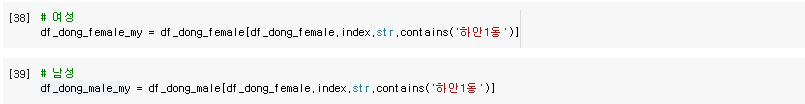 [38] # 여성
df_dong_female_my = df_dong_female[df_dong_female.index.str.contains('하안1동')]
[39] # 남성
df_dong_male_my = df_dong_male[df_dong_female.index.str.contains('하안1동')]